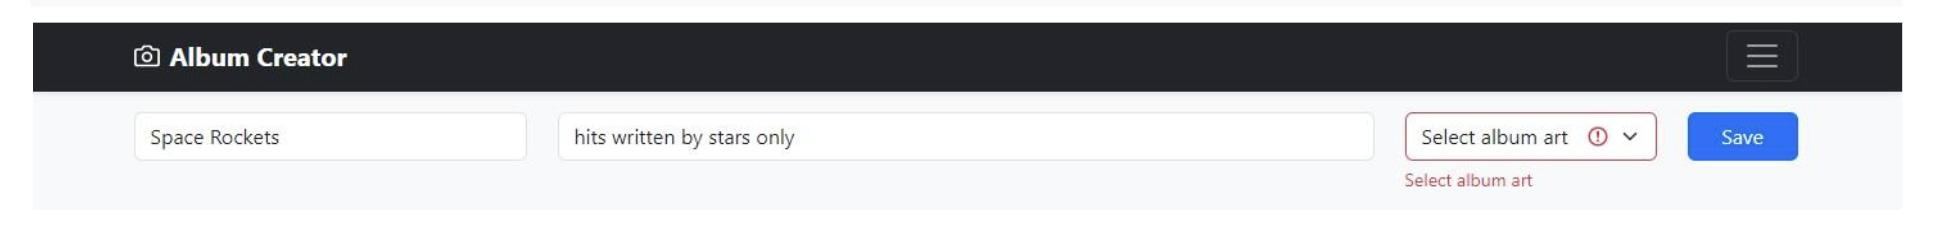 Album Creator
Space Rockets
hits written by stars only
Select album art
Save
Select album art